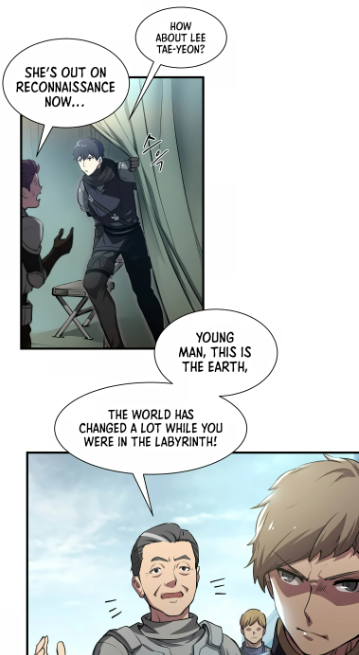 HOW
ABOUT LEE
TAE-YEON?
SHE'S OUT ON
RECONNAISSANCE
NOW...
YOUNG
MAN, THIS IS
THE EARTH,
THE WORLD HAS
CHANGED A LOT WHILE YOU
WERE IN THE LABYRINTH!